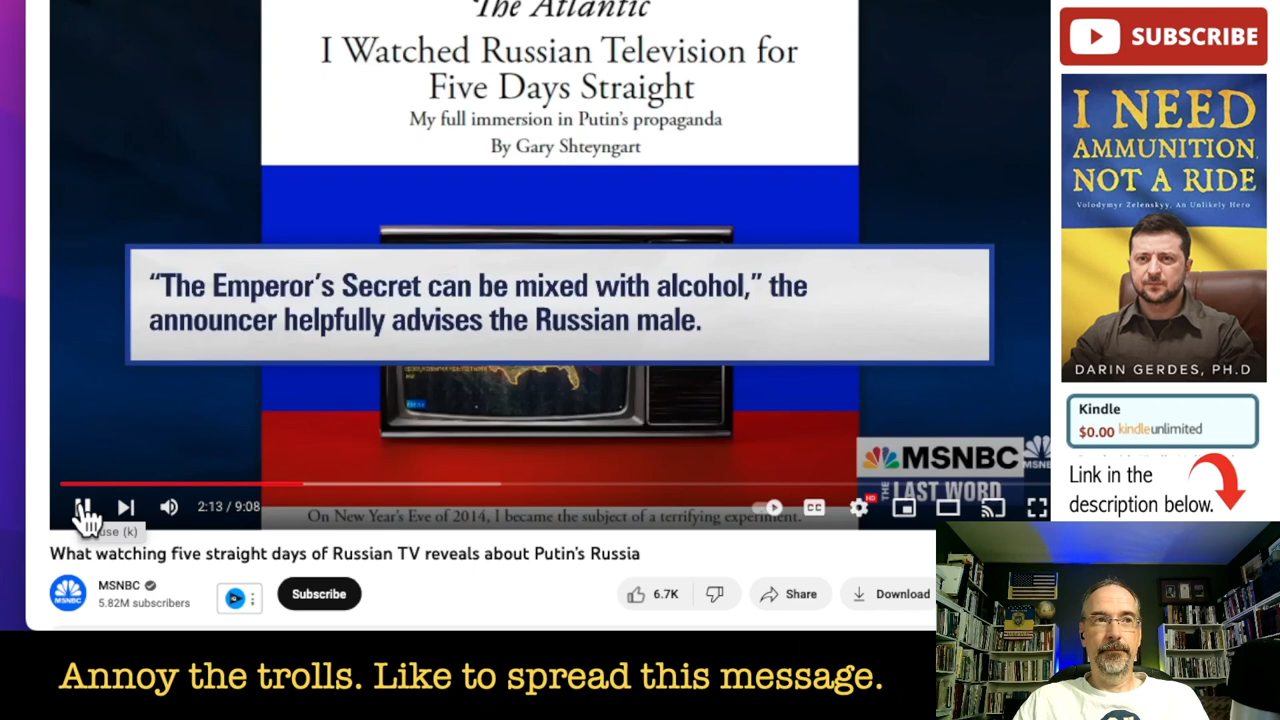 The Atlantic
I Watched Russian Television for
Five Days Straight
My full immersion in Putin's propaganda
By Gary Shteyngart
“The Emperor's Secret can be mixed with alcohol,” the
announcer helpfully advises the Russian male.
MSNBC
THE LAST WORD
On New Year's Eve of 2014, I became the subject of a terrifying experiment.
2:13 / 9:08
CC
HD
What watching five straight days of Russian TV reveals about Putin's Russia
MSNBC
5.82M subscribers
Subscribe
6.7K
Share
Download
SUBSCRIBE
I NEED
AMMUNITION,
NOT A RIDE
Volodymyr Zelenskyy, An Unlikely Hero
DARIN GERDES, PH.D
Kindle
$0.00 kindleunlimited
Link in the
description below.
Annoy the trolls. Like to spread this message.